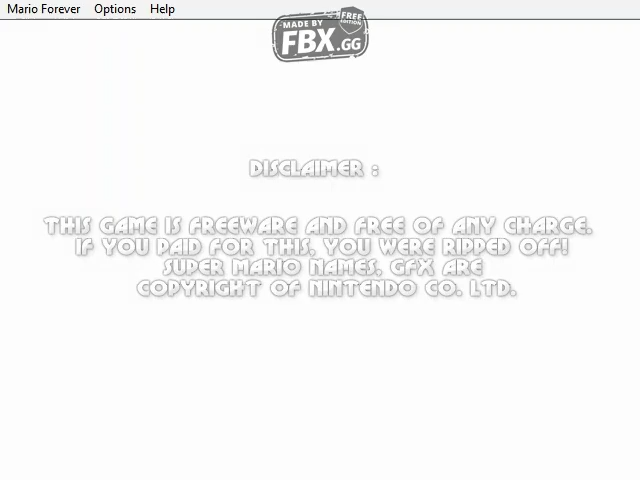 Mario Forever Options Help
MADE BY
FREE
EDITION
FBX.GG
DISCLAIMER :
THIS GAME IS FREEWARE AND FREE OF ANY CHARGE.
IF YOU PAID FOR THIS, YOU WERE RIPPED OFF!
SUPER MARIO NAMES, GFX ARE
COPYRIGHT OF NINTENDO CO. LTD.